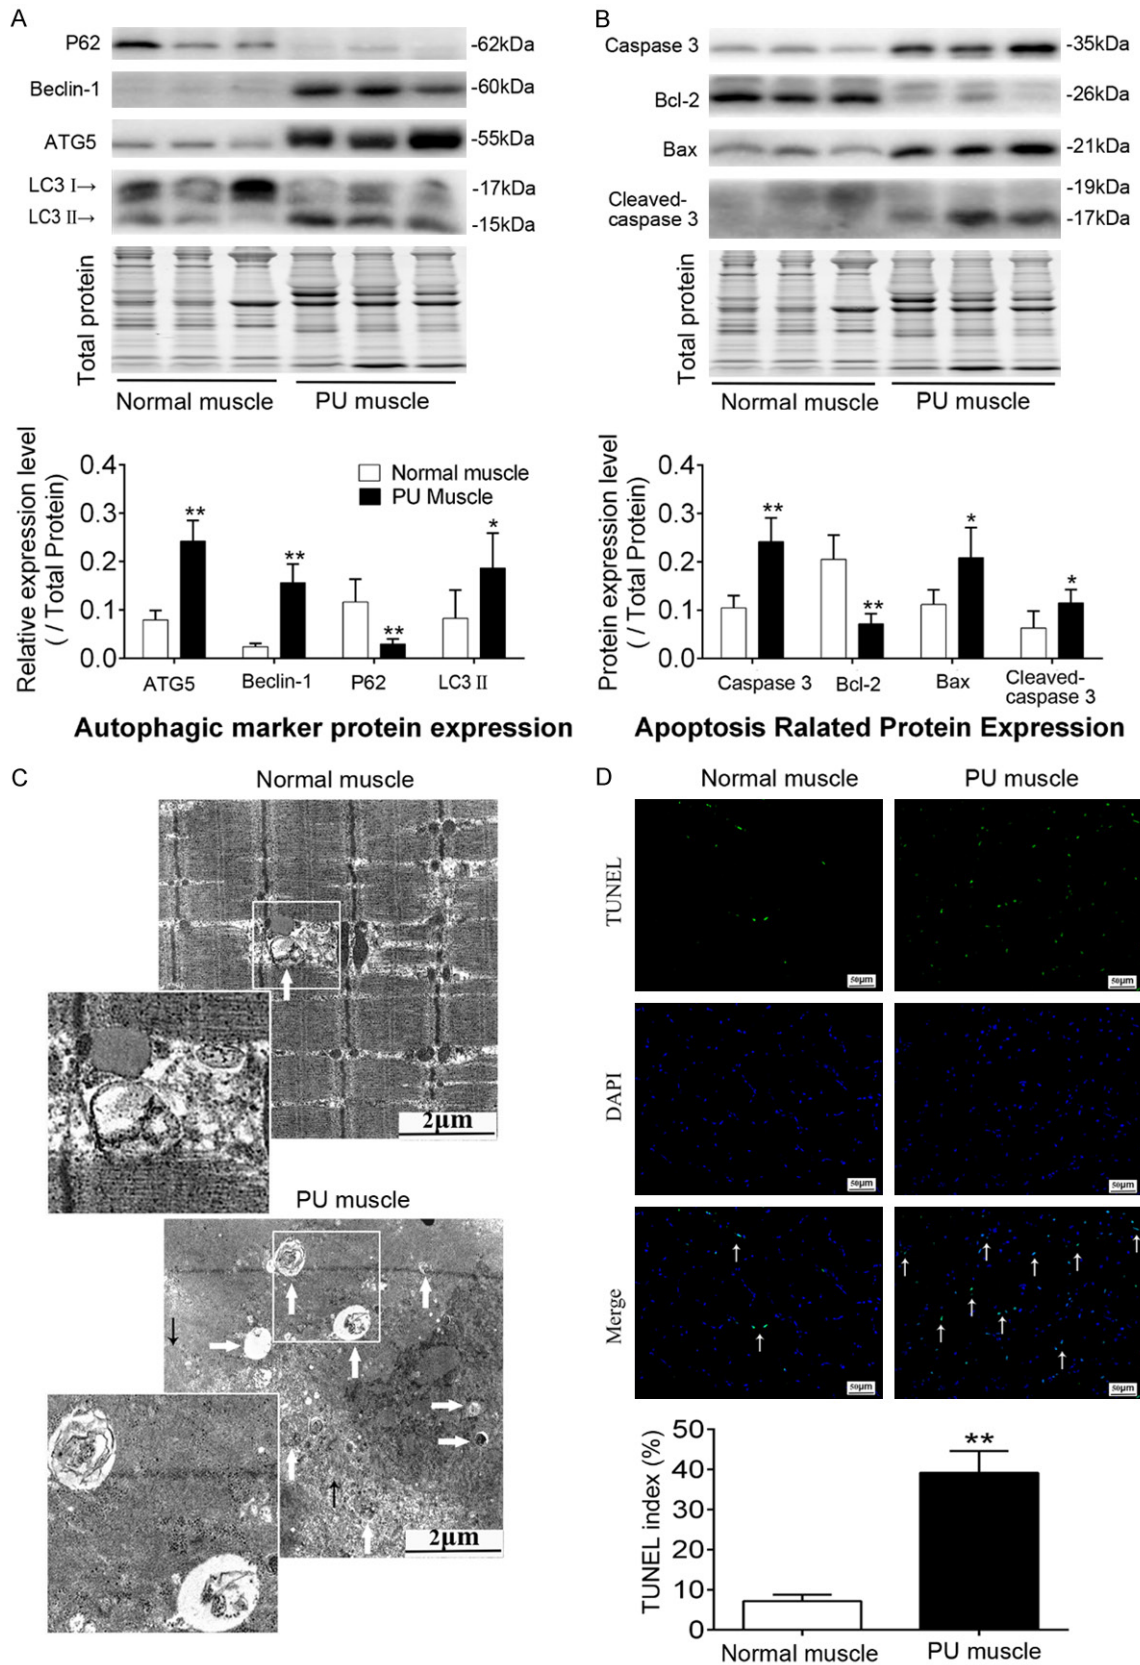 A
P62
-62kDa
Beclin-1
-60kDa
ATG5
-55kDa
LC3 I→
-17kDa
LC3 II→
-15kDa
Total protein
Normal muscle
PU muscle
Relative expression level
( / Total Protein)
0.4
0.3
0.2
0.1
0.0
Normal muscle
PU Muscle
**
**
**
*
ATG5
Beclin-1
P62
LC3 II
Autophagic marker protein expression
B
Caspase 3
-35kDa
Bcl-2
-26kDa
Bax
-21kDa
Cleaved-
caspase 3
-19kDa
-17kDa
Total protein
Normal muscle
PU muscle
Protein expression level
( / Total Protein)
0.4
0.3
0.2
0.1
0.0
**
**
*
*
Caspase 3
Bcl-2
Bax
Cleaved-
caspase 3
Apoptosis Ralated Protein Expression
C
Normal muscle
2μm
PU muscle
2μm
D
Normal muscle
PU muscle
TUNEL
50μm
50μm
DAPI
50μm
50μm
Merge
50μm
50μm
TUNEL index (%)
50
40
30
20
10
0
**
Normal muscle
PU muscle